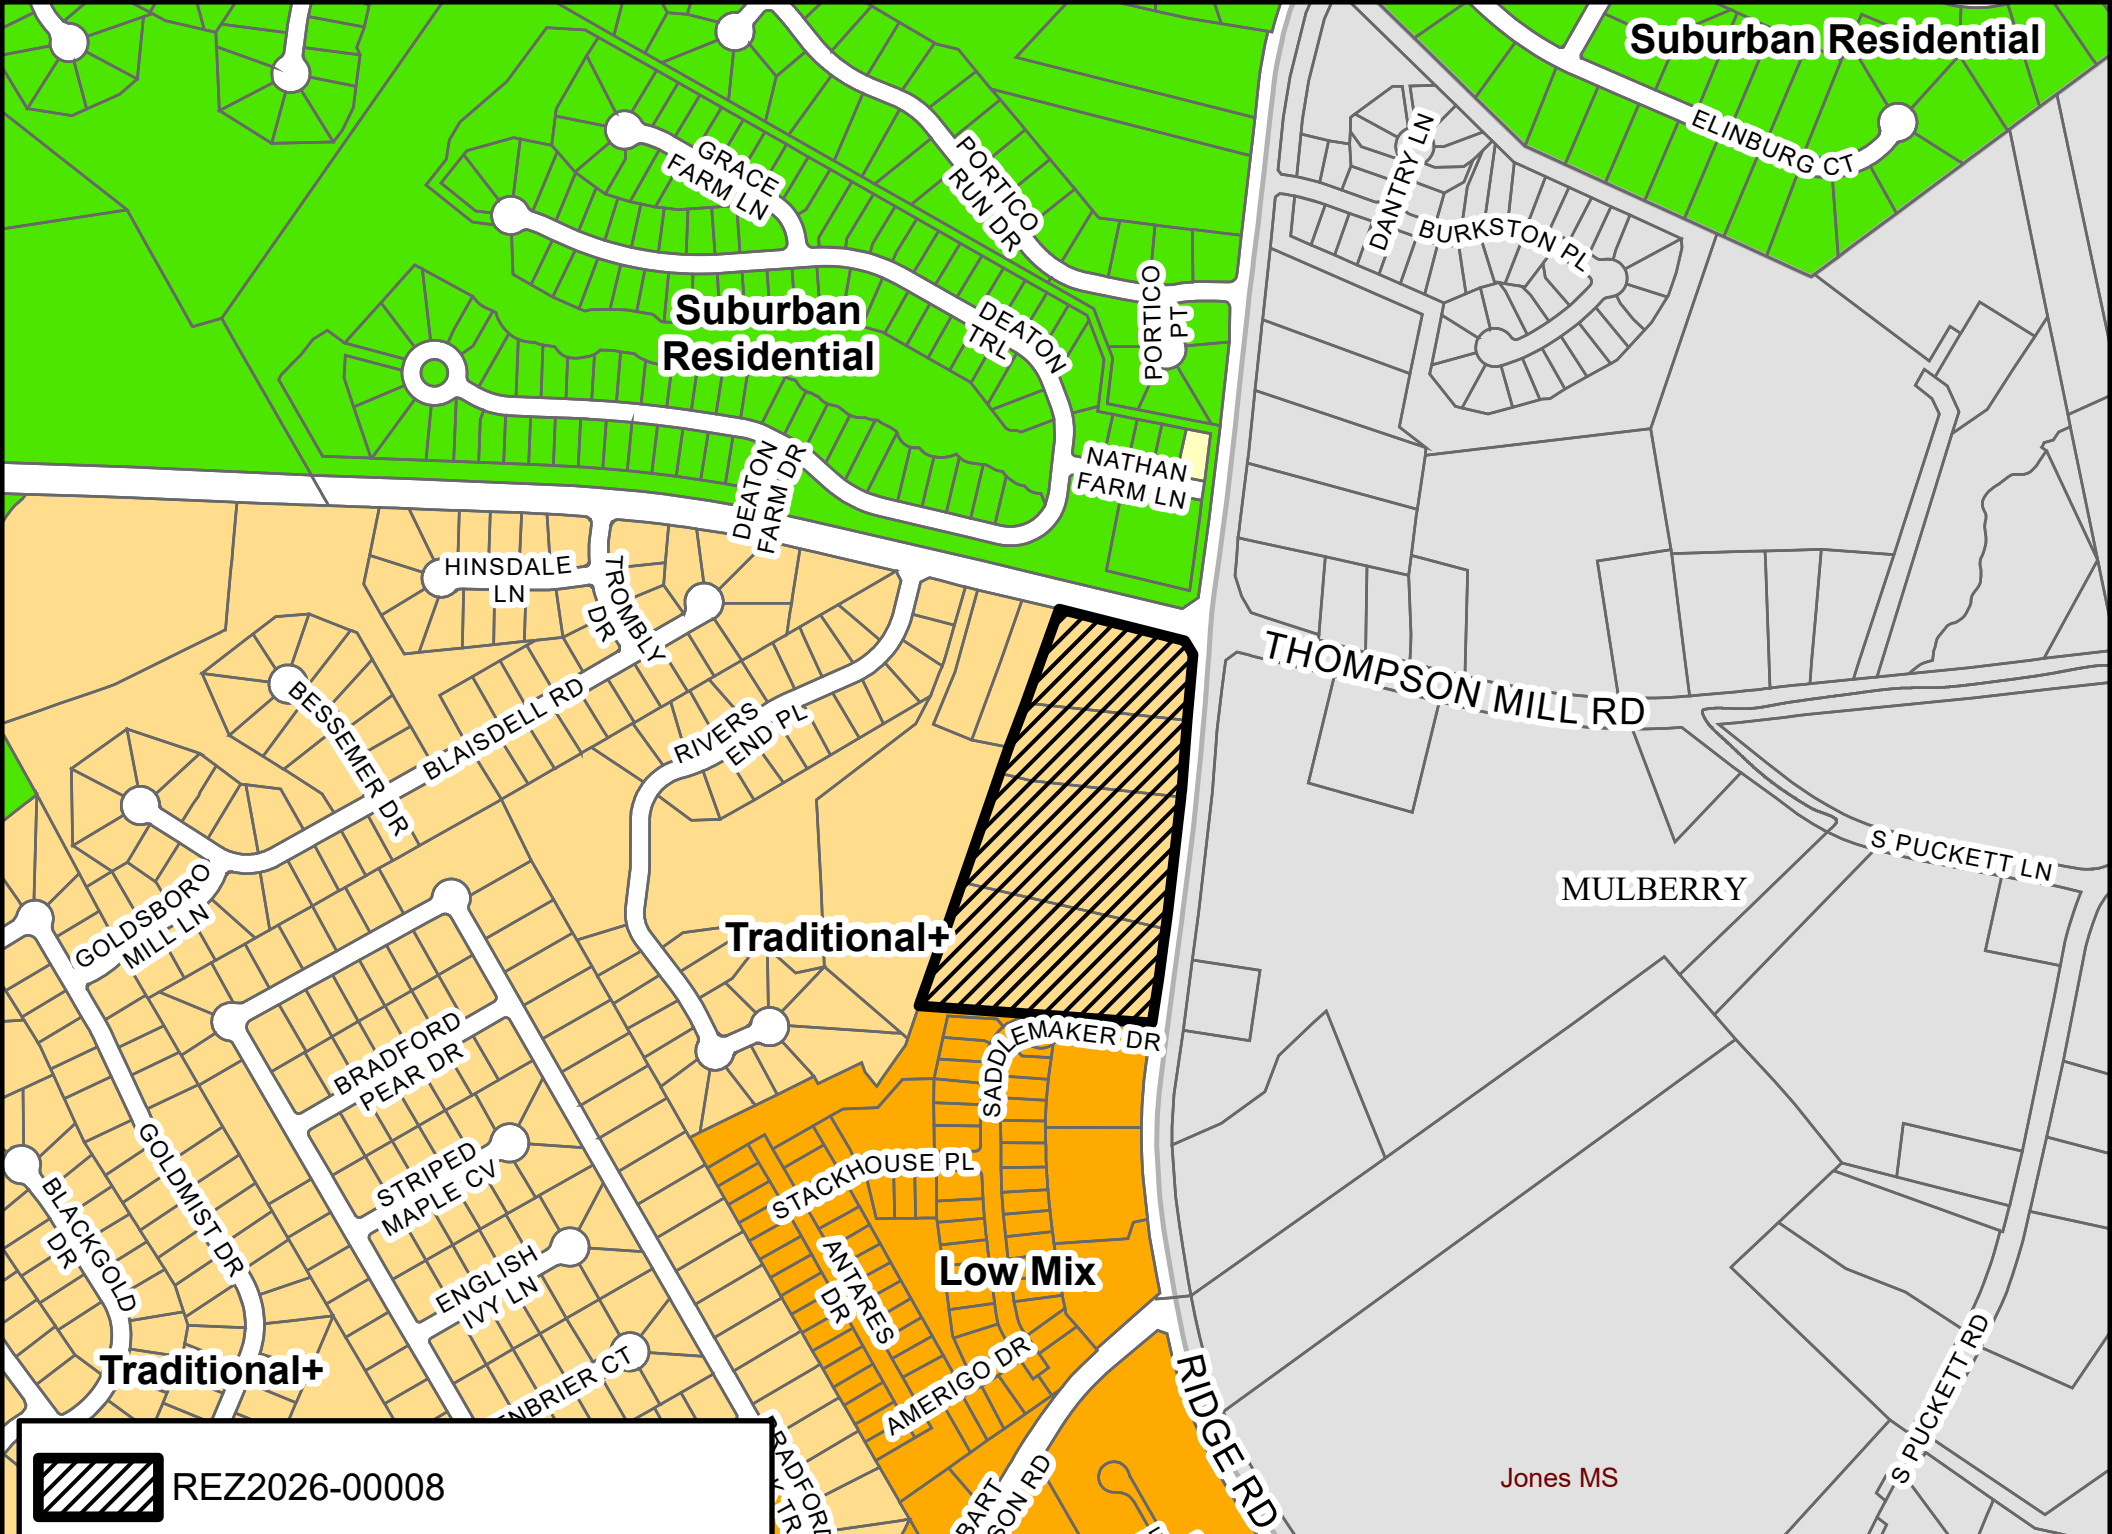 Suburban Residential
ELINBURG CT
DANTRY LN
BURKSTON PL
GRACE
FARM LN
PORTICO
RUN DR
PORTICO
PT
Suburban
Residential
DEATON
TRL
NATHAN
FARM LN
DEATON
FARM DR
HINSDALE
LN
TROMBLY
DR
THOMPSON MILL RD
BESSEMER DR
BLAISDELL RD
RIVERS
END PL
S PUCKETT LN
MULBERRY
GOLDSBORO
MILL LN
Traditional+
BRADFORD
PEAR DR
SADDLEMAKER DR
STRIPED
MAPLE CV
STACKHOUSE PL
GOLDMIST DR
BLACKGOLD
DR
ENGLISH
IVY LN
ANTARES
DR
Low Mix
Traditional+
AMERIGO DR
RIDGE RD
S PUCKETT RD
Jones MS
REZ2026-00008